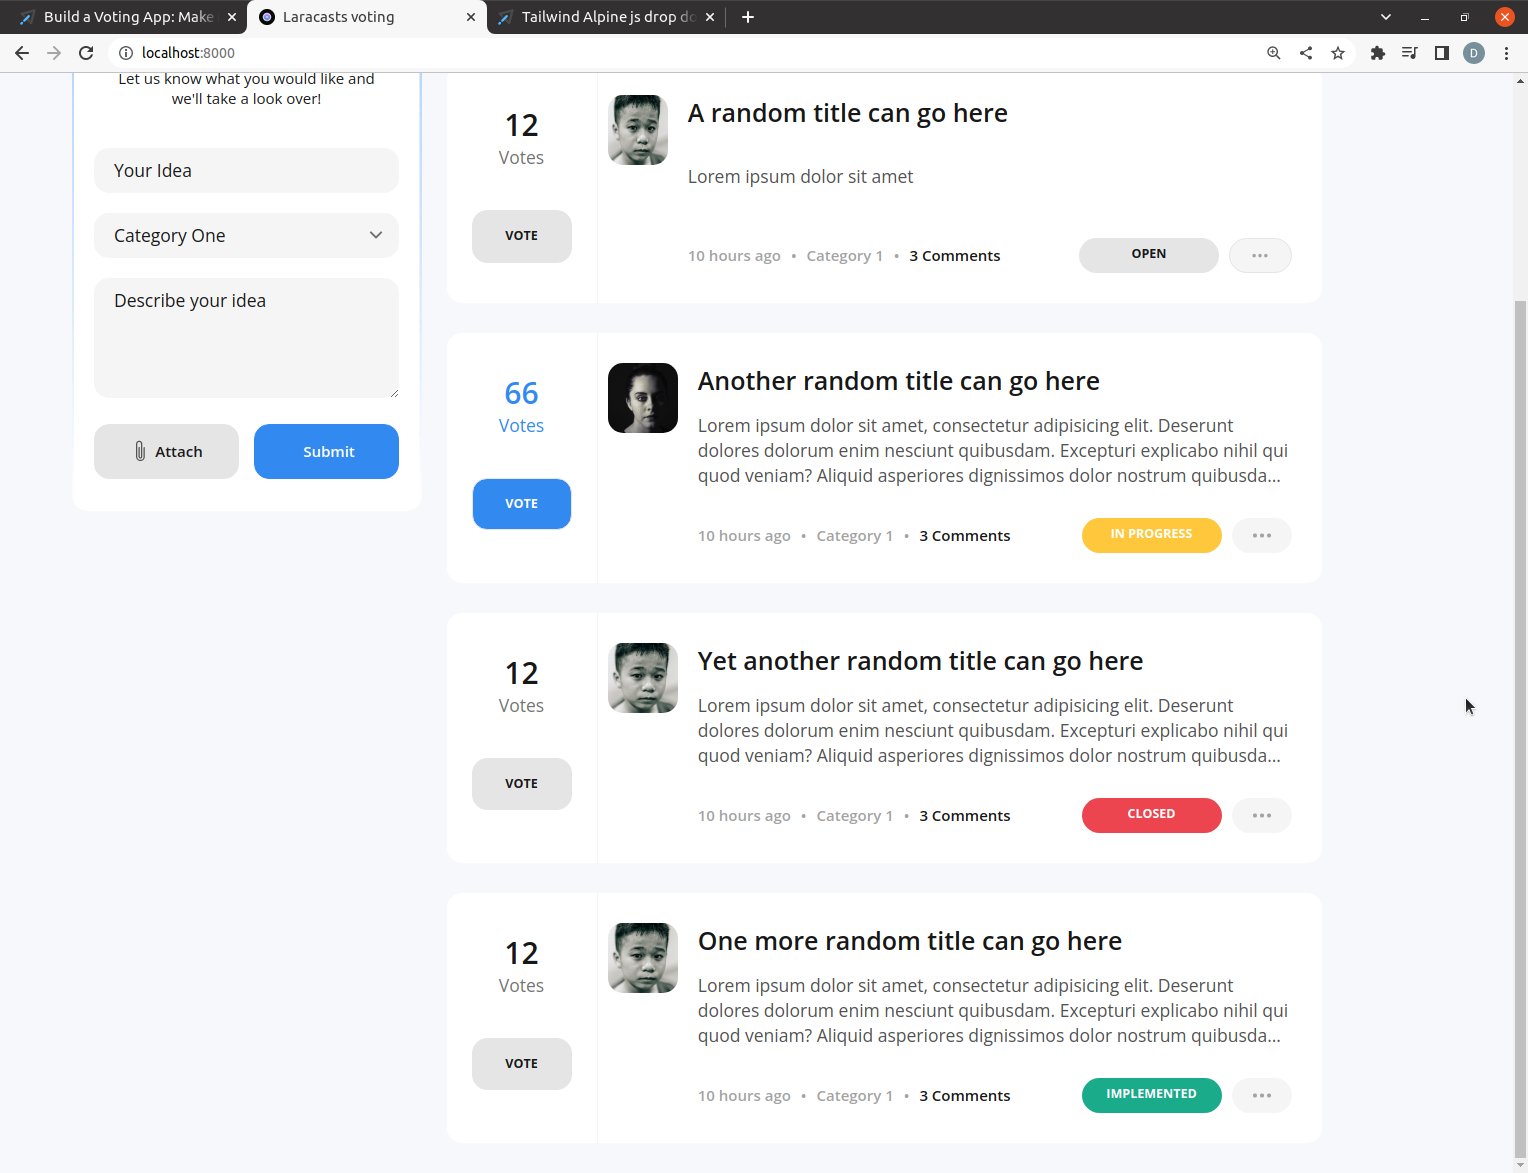 Build a Voting App: Make
Laracasts voting
Tailwind Alpine js drop do
localhost:8000
D
Let us know what you would like and
we'll take a look over!
Your Idea
Category One
Describe your idea
Attach
Submit
12
Votes
VOTE
A random title can go here
Lorem ipsum dolor sit amet
10 hours ago • Category 1 • 3 Comments
OPEN
...
66
Votes
VOTE
Another random title can go here
Lorem ipsum dolor sit amet, consectetur adipisicing elit. Deserunt
dolores dolorum enim nesciunt quibusdam. Excepturi explicabo nihil qui
quod veniam? Aliquid asperiores dignissimos dolor nostrum quibusda...
10 hours ago • Category 1 • 3 Comments
IN PROGRESS
...
12
Votes
VOTE
Yet another random title can go here
Lorem ipsum dolor sit amet, consectetur adipisicing elit. Deserunt
dolores dolorum enim nesciunt quibusdam. Excepturi explicabo nihil qui
quod veniam? Aliquid asperiores dignissimos dolor nostrum quibusda...
10 hours ago • Category 1 • 3 Comments
CLOSED
...
12
Votes
VOTE
One more random title can go here
Lorem ipsum dolor sit amet, consectetur adipisicing elit. Deserunt
dolores dolorum enim nesciunt quibusdam. Excepturi explicabo nihil qui
quod veniam? Aliquid asperiores dignissimos dolor nostrum quibusda...
10 hours ago • Category 1 • 3 Comments
IMPLEMENTED
...